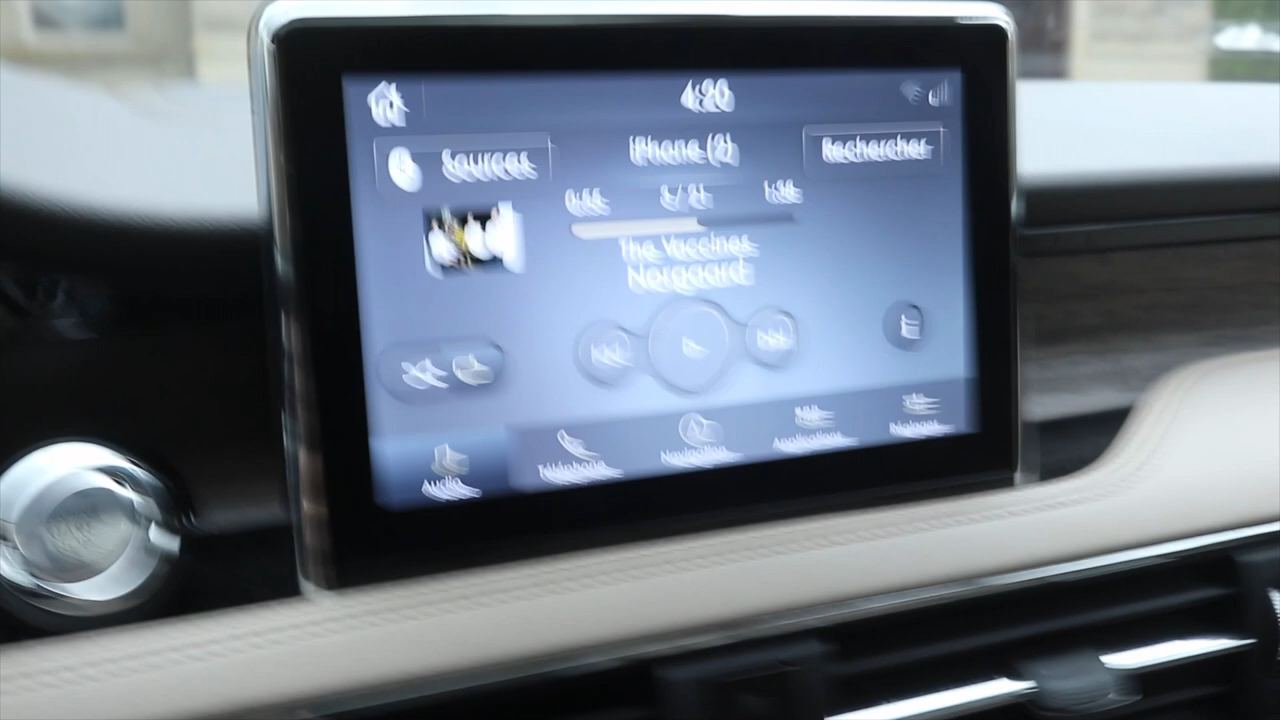 4:20
Sources
iPhone (2)
Rechercher
The Vaccines
Norgaard
Audio
Téléphone
Navigation
Applications
Réglages